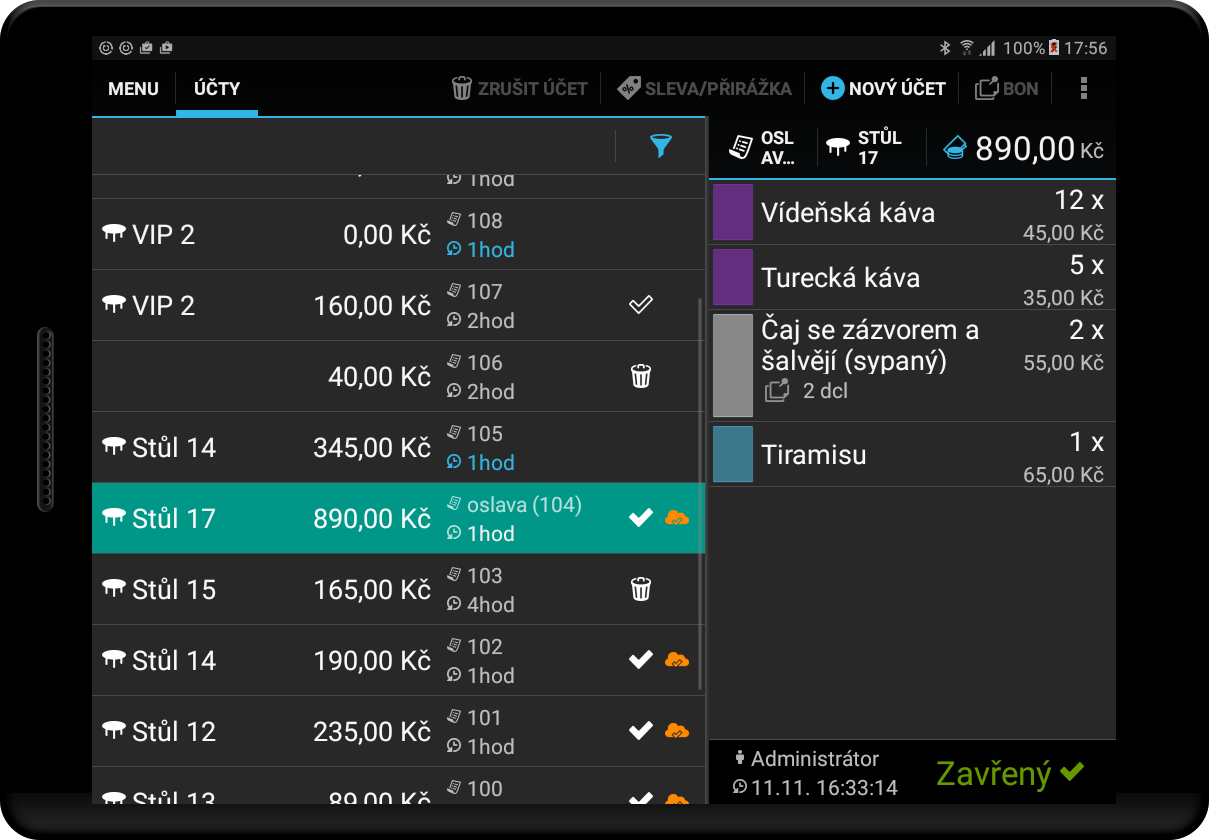 100% 17:56
MENU ÚČTY ZRUŠIT ÚČET SLEVA/PŘIRÁŽKA NOVÝ ÚČET BON
OSL
AV...
STŮL
17
890,00 Kč
1hod
VIP 2 0,00 Kč 108
1hod
VIP 2 160,00 Kč 107
2hod
40,00 Kč 106
2hod
Stůl 14 345,00 Kč 105
1hod
Stůl 17 890,00 Kč oslava (104)
1hod
Stůl 15 165,00 Kč 103
4hod
Stůl 14 190,00 Kč 102
1hod
Stůl 12 235,00 Kč 101
1hod
Stůl 13 89,00 Kč 100
Vídeňská káva 12 x
45,00 Kč
Turecká káva 5 x
35,00 Kč
Čaj se zázvorem a 2 x
šalvějí (sypaný) 55,00 Kč
2 dcl
Tiramisu 1 x
65,00 Kč
Administrátor
11.11. 16:33:14
Zavřený